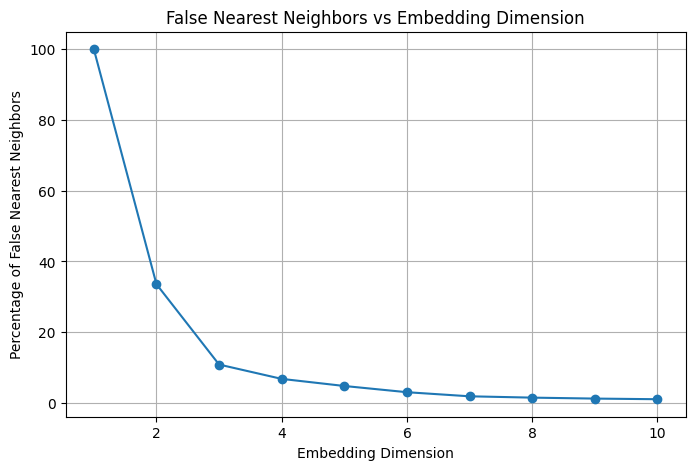 False Nearest Neighbors vs Embedding Dimension
Percentage of False Nearest Neighbors
100
80
60
40
20
0
2 4 6 8 10
Embedding Dimension